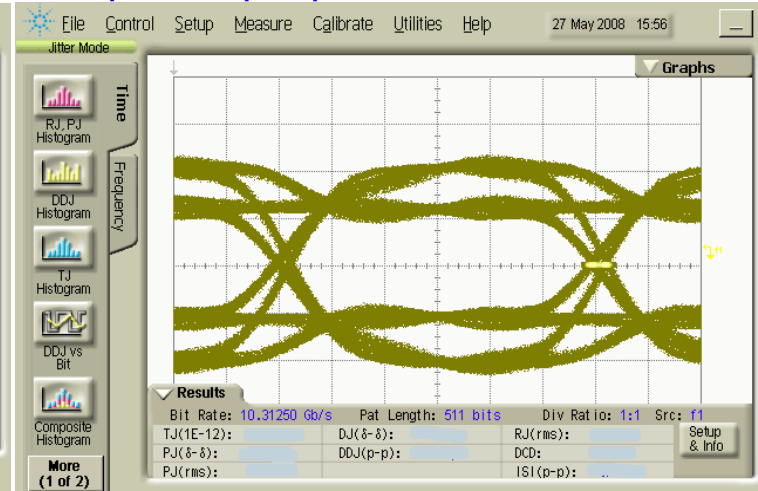 File Control Setup Measure Calibrate Utilities Help 27 May 2008 15:56
Jitter Mode
Graphs
Time
Frequency
RJ, PJ
Histogram
DDJ
Histogram
TJ
Histogram
DDJ vs
Bit
Composite
Histogram
More
(1 of 2)
Results
Bit Rate: 10.31250 Gb/s Pat Length: 511 bits Div Ratio: 1:1 Src: f1
TJ(1E-12): DJ(δ-δ): RJ(rms):
PJ(δ-δ): DDJ(p-p): DCD:
PJ(rms): ISI(p-p):
Setup
& Info